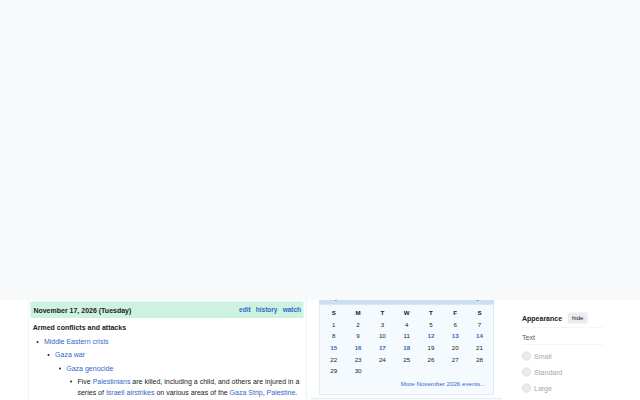 November 17, 2026 (Tuesday) edit history watch
Armed conflicts and attacks
• Middle Eastern crisis
• Gaza war
• Gaza genocide
• Five Palestinians are killed, including a child, and others are injured in a
series of Israeli airstrikes on various areas of the Gaza Strip, Palestine.
S M T W T F S
1 2 3 4 5 6 7
8 9 10 11 12 13 14
15 16 17 18 19 20 21
22 23 24 25 26 27 28
29 30
More November 2026 events...
Appearance hide
Text
Small
Standard
Large